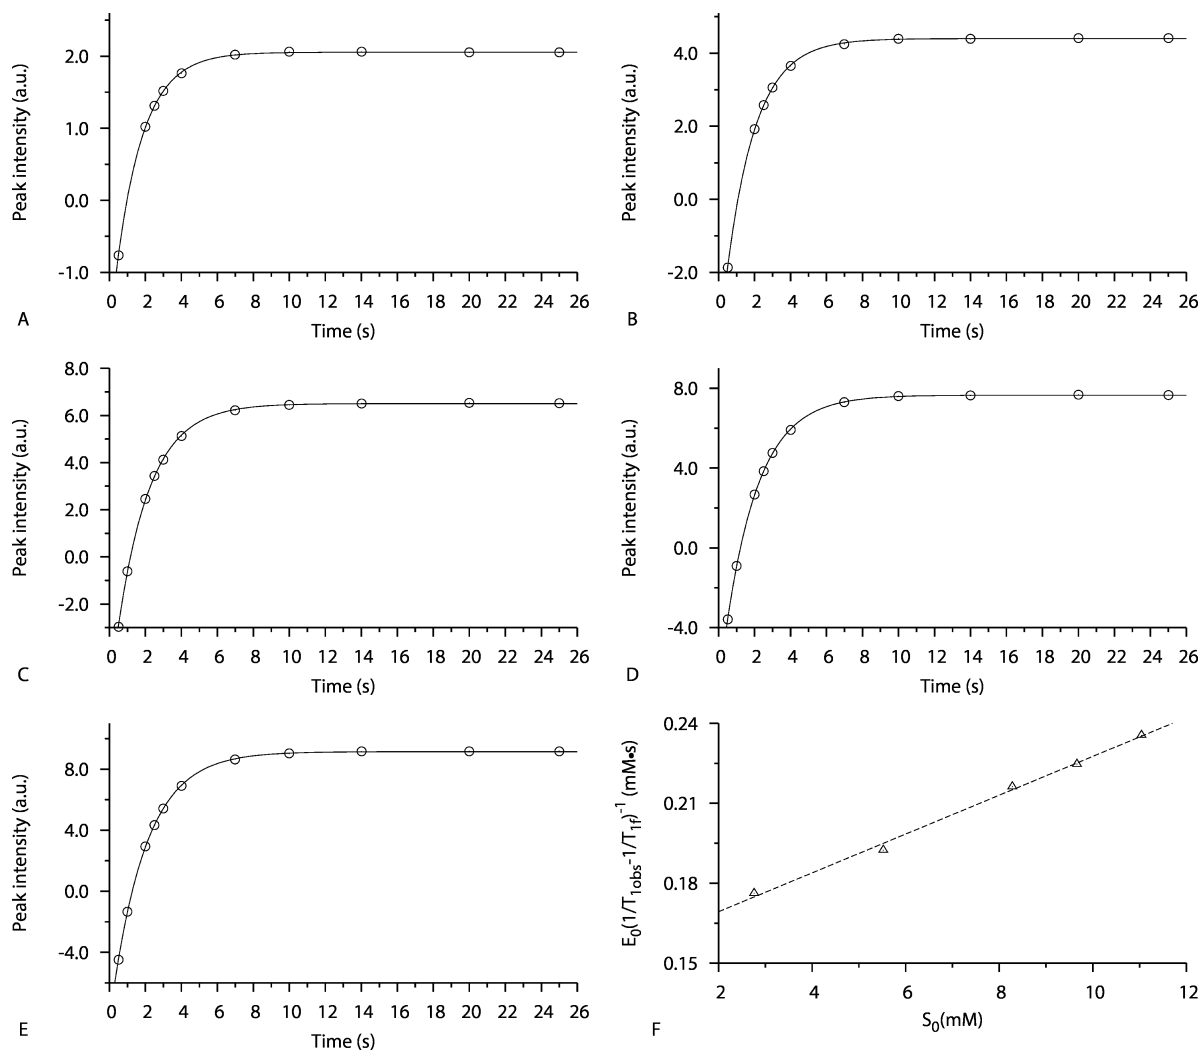 2.0
1.0
0.0
-1.0
Peak intensity (a.u.)
0 2 4 6 8 10 12 14 16 18 20 22 24 26
Time (s)
A
4.0
2.0
0.0
-2.0
Peak intensity (a.u.)
0 2 4 6 8 10 12 14 16 18 20 22 24 26
Time (s)
B
8.0
6.0
4.0
2.0
0.0
-2.0
Peak intensity (a.u.)
0 2 4 6 8 10 12 14 16 18 20 22 24 26
Time (s)
C
8.0
4.0
0.0
-4.0
Peak intensity (a.u.)
0 2 4 6 8 10 12 14 16 18 20 22 24 26
Time (s)
D
8.0
4.0
0.0
-4.0
Peak intensity (a.u.)
0 2 4 6 8 10 12 14 16 18 20 22 24 26
Time (s)
E
0.24
0.21
0.18
0.15
E0(1/T1obs-1/T1f)-1 (mM•s)
2 4 6 8 10 12
S0(mM)
F